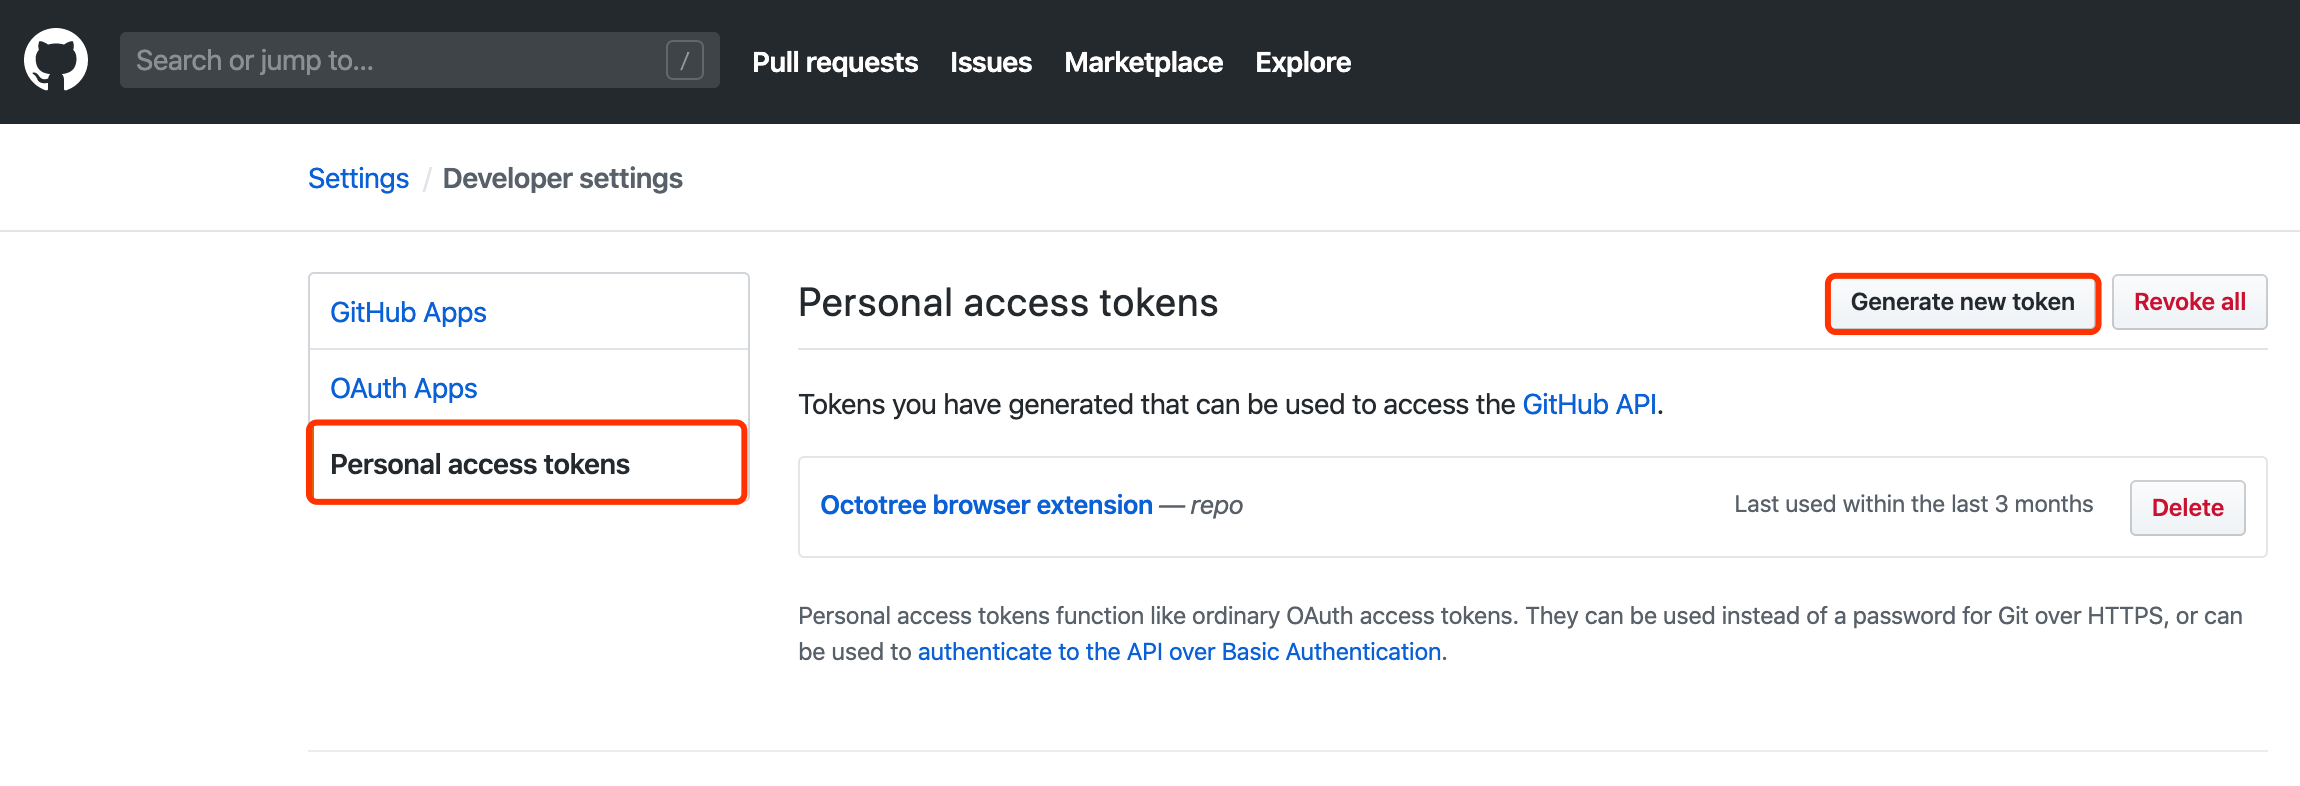 Search or jump to... /
Pull requests Issues Marketplace Explore
Settings / Developer settings
GitHub Apps
OAuth Apps
Personal access tokens
Personal access tokens
Generate new token
Revoke all
Tokens you have generated that can be used to access the GitHub API.
Octotree browser extension — repo
Last used within the last 3 months
Delete
Personal access tokens function like ordinary OAuth access tokens. They can be used instead of a password for Git over HTTPS, or can
be used to authenticate to the API over Basic Authentication.